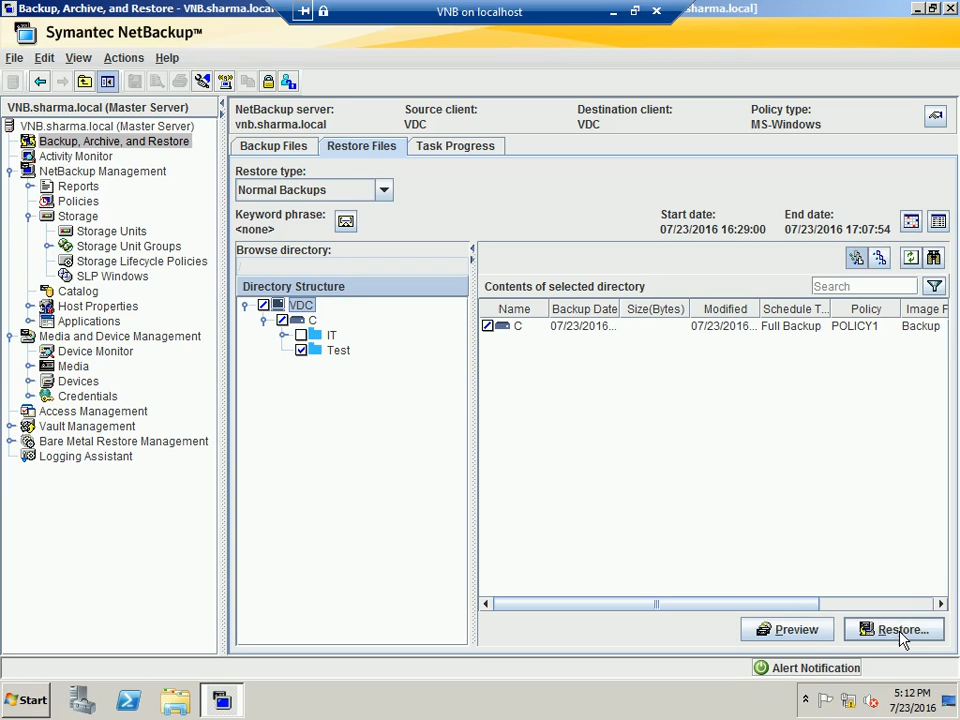 Backup, Archive, and Restore - VNB.sharma.local
VNB on localhost
sharma.local]
Symantec NetBackup™
File Edit View Actions Help
VNB.sharma.local (Master Server)
VNB.sharma.local (Master Server)
Backup, Archive, and Restore
Activity Monitor
NetBackup Management
Reports
Policies
Storage
Storage Units
Storage Unit Groups
Storage Lifecycle Policies
SLP Windows
Catalog
Host Properties
Applications
Media and Device Management
Device Monitor
Media
Devices
Credentials
Access Management
Vault Management
Bare Metal Restore Management
Logging Assistant
NetBackup server: Source client: Destination client: Policy type:
vnb.sharma.local VDC VDC MS-Windows
Backup Files Restore Files Task Progress
Restore type:
Normal Backups
Keyword phrase: Start date: End date:
<none> 07/23/2016 16:29:00 07/23/2016 17:07:54
Browse directory:
/
Directory Structure
VDC
C
IT
Test
Contents of selected directory Search
Name Backup Date Size(Bytes) Modified Schedule T... Policy Image F
C 07/23/2016... 07/23/2016... Full Backup POLICY1 Backup
Preview Restore...
Alert Notification
Start
5:12 PM
7/23/2016